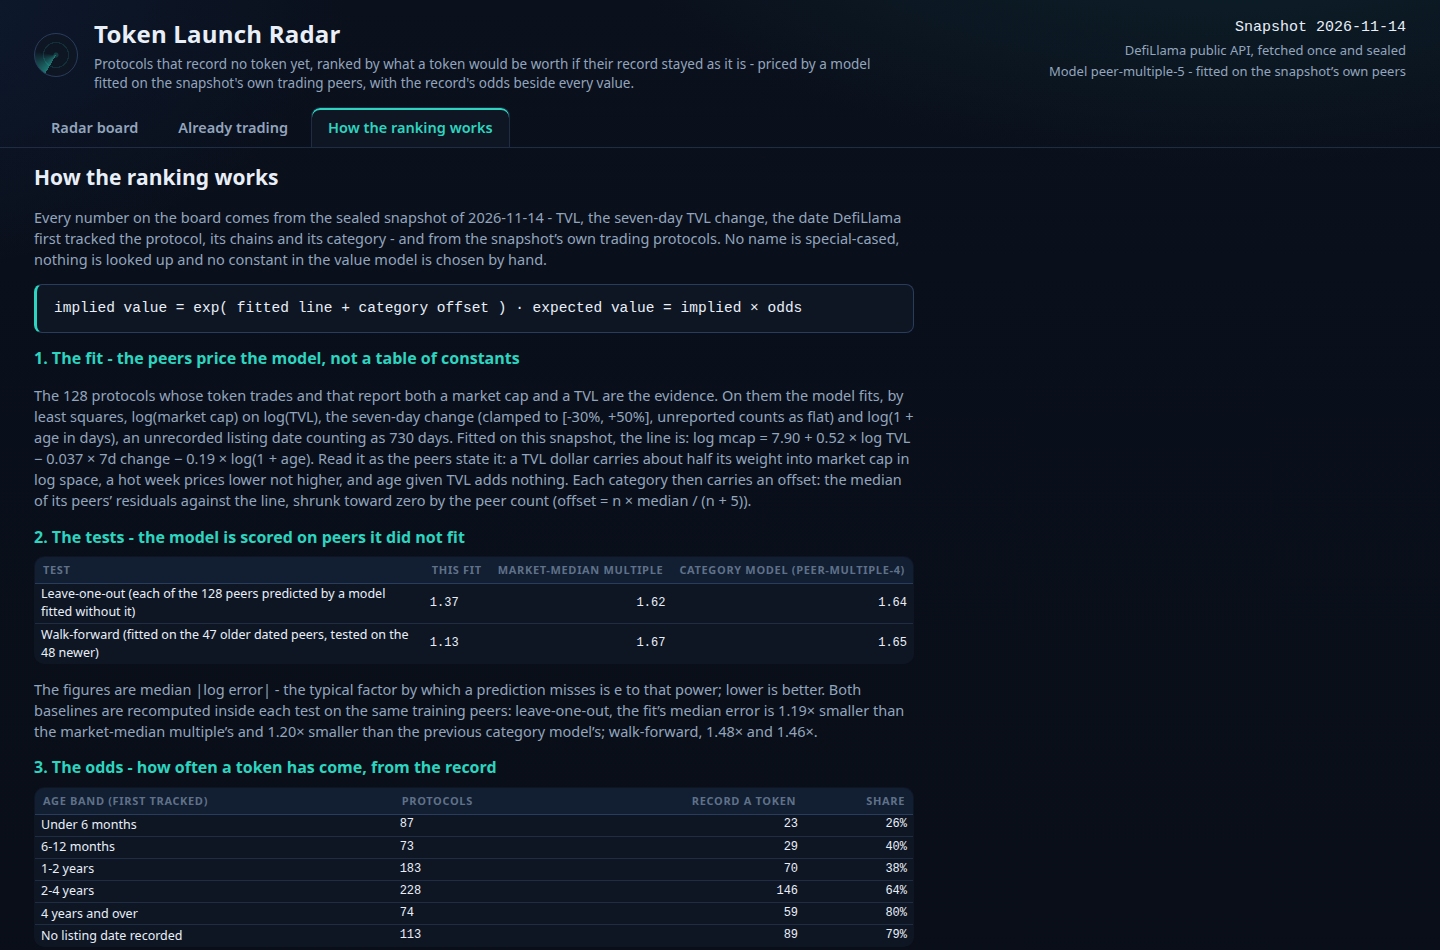 Token Launch Radar
Protocols that record no token yet, ranked by what a token would be worth if their record stayed as it is - priced by a model
fitted on the snapshot's own trading peers, with the record's odds beside every value.
Snapshot 2026-11-14
DefiLlama public API, fetched once and sealed
Model peer-multiple-5 - fitted on the snapshot’s own peers
Radar board
Already trading
How the ranking works
How the ranking works
Every number on the board comes from the sealed snapshot of 2026-11-14 - TVL, the seven-day TVL change, the date DefiLlama
first tracked the protocol, its chains and its category - and from the snapshot’s own trading protocols. No name is special-cased,
nothing is looked up and no constant in the value model is chosen by hand.
implied value = exp( fitted line + category offset ) · expected value = implied × odds
1. The fit - the peers price the model, not a table of constants
The 128 protocols whose token trades and that report both a market cap and a TVL are the evidence. On them the model fits, by
least squares, log(market cap) on log(TVL), the seven-day change (clamped to [-30%, +50%], unreported counts as flat) and log(1 +
age in days), an unrecorded listing date counting as 730 days. Fitted on this snapshot, the line is: log mcap = 7.90 + 0.52 × log TVL
− 0.037 × 7d change − 0.19 × log(1 + age). Read it as the peers state it: a TVL dollar carries about half its weight into market cap in
log space, a hot week prices lower not higher, and age given TVL adds nothing. Each category then carries an offset: the median
of its peers’ residuals against the line, shrunk toward zero by the peer count (offset = n × median / (n + 5)).
2. The tests - the model is scored on peers it did not fit
TEST THIS FIT MARKET-MEDIAN MULTIPLE CATEGORY MODEL (PEER-MULTIPLE-4)
Leave-one-out (each of the 128 peers predicted by a model
fitted without it) 1.37 1.62 1.64
Walk-forward (fitted on the 47 older dated peers, tested on the
48 newer) 1.13 1.67 1.65
The figures are median |log error| - the typical factor by which a prediction misses is e to that power; lower is better. Both
baselines are recomputed inside each test on the same training peers: leave-one-out, the fit’s median error is 1.19× smaller than
the market-median multiple’s and 1.20× smaller than the previous category model’s; walk-forward, 1.48× and 1.46×.
3. The odds - how often a token has come, from the record
AGE BAND (FIRST TRACKED) PROTOCOLS RECORD A TOKEN SHARE
Under 6 months 87 23 26%
6-12 months 73 29 40%
1-2 years 183 70 38%
2-4 years 228 146 64%
4 years and over 74 59 80%
No listing date recorded 113 89 79%